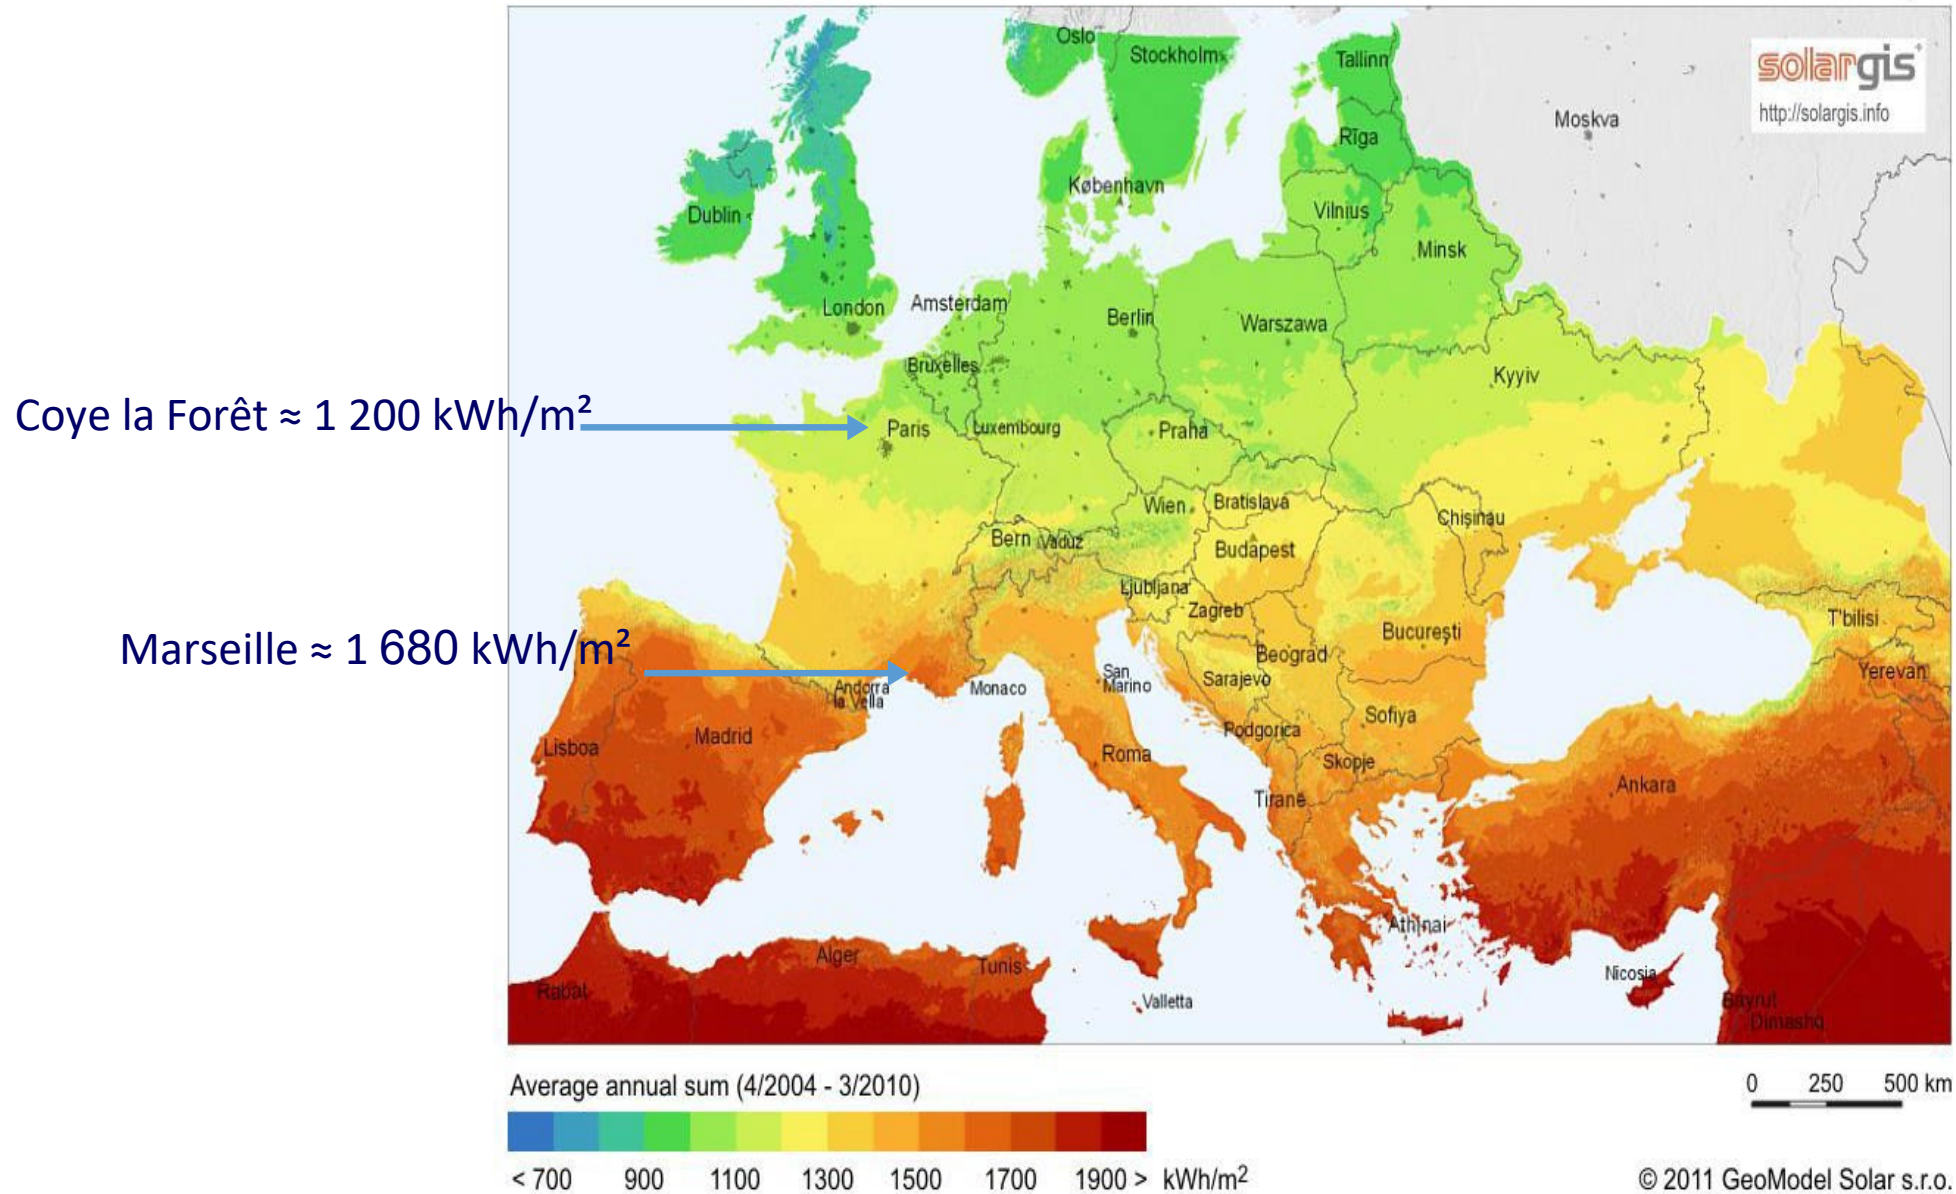 Oslo
Stockholm
Tallinn
solargis
http://solargis.info
Moskva
Rīga
København
Dublin
Vilnius
Minsk
London
Amsterdam
Berlin
Warszawa
Bruxelles
Kyyiv
Coye la Forêt ≈ 1 200 kWh/m²
Paris
Luxembourg
Praha
Wien
Bratislava
Chișinău
Bern
Vaduz
Budapest
Ljubljana
Zagreb
T'bilisi
București
Marseille ≈ 1 680 kWh/m²
Beograd
Yerevan
Andorra
la Vella
Monaco
San
Marino
Sarajevo
Sofiya
Podgorica
Lisboa
Madrid
Roma
Skopje
Tiranë
Ankara
Athinai
Alger
Tunis
Nicosia
Rabat
Valletta
Bayrut
Dimashq
Average annual sum (4/2004 - 3/2010)
0 250 500 km
< 700 900 1100 1300 1500 1700 1900 > kWh/m²
© 2011 GeoModel Solar s.r.o.